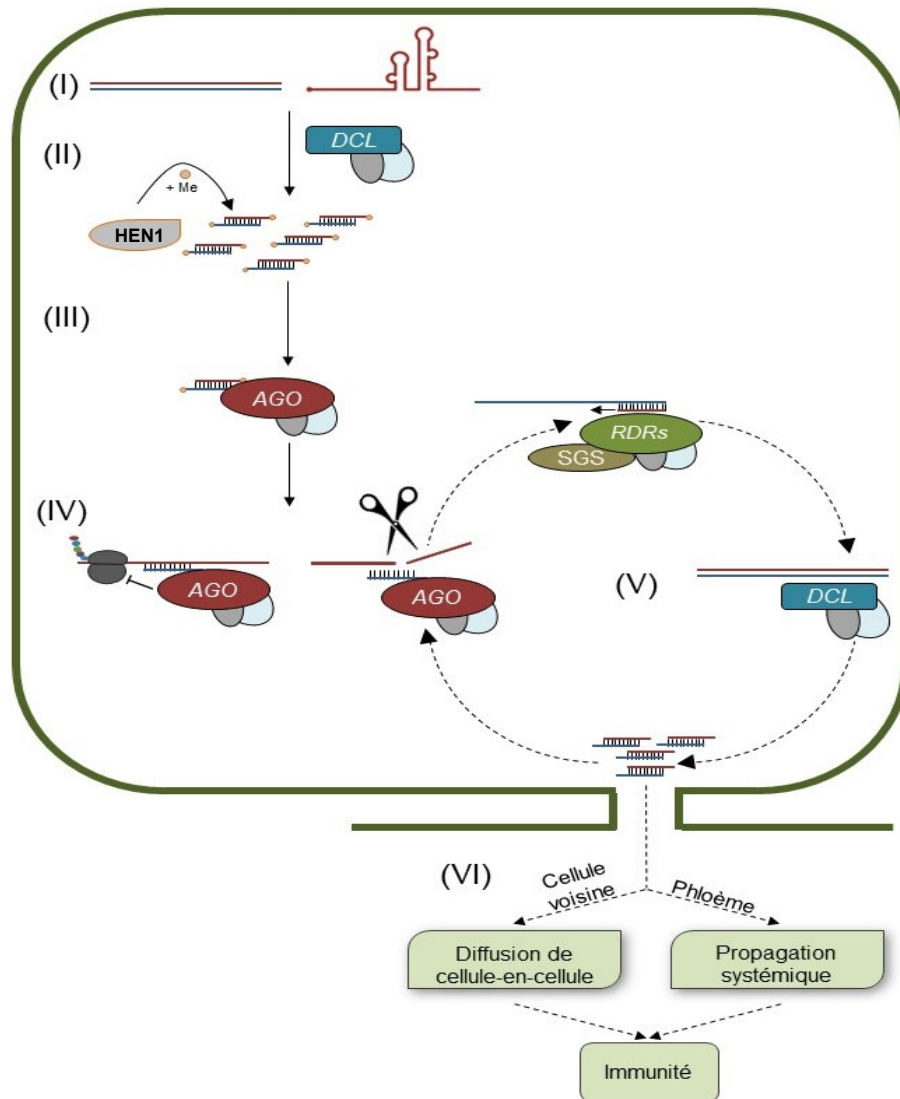 (I)
DCL
(II)
+ Me
HEN1
(III)
AGO
RDRs
SGS
(IV)
AGO
AGO
(V)
DCL
(VI)
Cellule
voisine
Phloème
Diffusion de
cellule-en-cellule
Propagation
systémique
Immunité